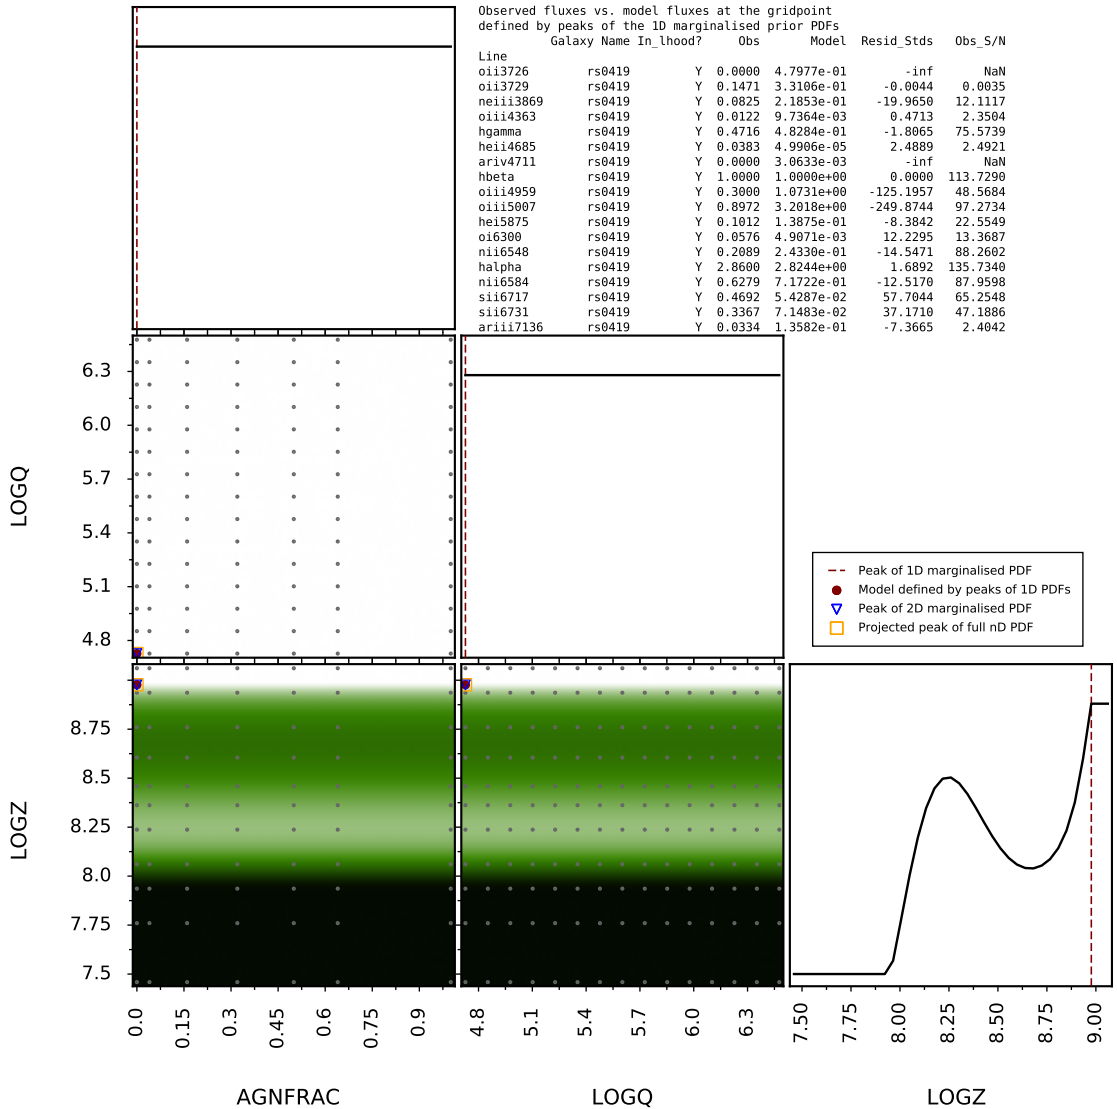 Observed fluxes vs. model fluxes at the gridpoint
defined by peaks of the 1D marginalised prior PDFs
Galaxy Name In_lhood? Obs Model Resid_Stds Obs_S/N
Line
oii3726 rs0419 Y 0.0000 4.7977e-01 -inf NaN
oii3729 rs0419 Y 0.1471 3.3106e-01 -0.0044 0.0035
neiii3869 rs0419 Y 0.0825 2.1853e-01 -19.9650 12.1117
oiii4363 rs0419 Y 0.0122 9.7364e-03 0.4713 2.3504
hgamma rs0419 Y 0.4716 4.8284e-01 -1.8065 75.5739
heii4685 rs0419 Y 0.0383 4.9906e-05 2.4889 2.4921
ariv4711 rs0419 Y 0.0000 3.0633e-03 -inf NaN
hbeta rs0419 Y 1.0000 1.0000e+00 0.0000 113.7290
oiii4959 rs0419 Y 0.3000 1.0731e+00 -125.1957 48.5684
oiii5007 rs0419 Y 0.8972 3.2018e+00 -249.8744 97.2734
hei5875 rs0419 Y 0.1012 1.3875e-01 -8.3842 22.5549
oi6300 rs0419 Y 0.0576 4.9071e-03 12.2295 13.3687
nii6548 rs0419 Y 0.2089 2.4330e-01 -14.5471 88.2602
halpha rs0419 Y 2.8600 2.8244e+00 1.6892 135.7340
nii6584 rs0419 Y 0.6279 7.1722e-01 -12.5170 87.9598
sii6717 rs0419 Y 0.4692 5.4287e-02 57.7044 65.2548
sii6731 rs0419 Y 0.3367 7.1483e-02 37.1710 47.1886
ariii7136 rs0419 Y 0.0334 1.3582e-01 -7.3665 2.4042
6.3
6.0
5.7
5.4
5.1
4.8
LOGQ
Peak of 1D marginalised PDF
Model defined by peaks of 1D PDFs
Peak of 2D marginalised PDF
Projected peak of full nD PDF
8.75
8.5
8.25
8.0
7.75
7.5
LOGZ
0.0 0.15 0.3 0.45 0.6 0.75 0.9
4.8 5.1 5.4 5.7 6.0 6.3
7.50 7.75 8.00 8.25 8.50 8.75 9.00
AGNFRAC
LOGQ
LOGZ